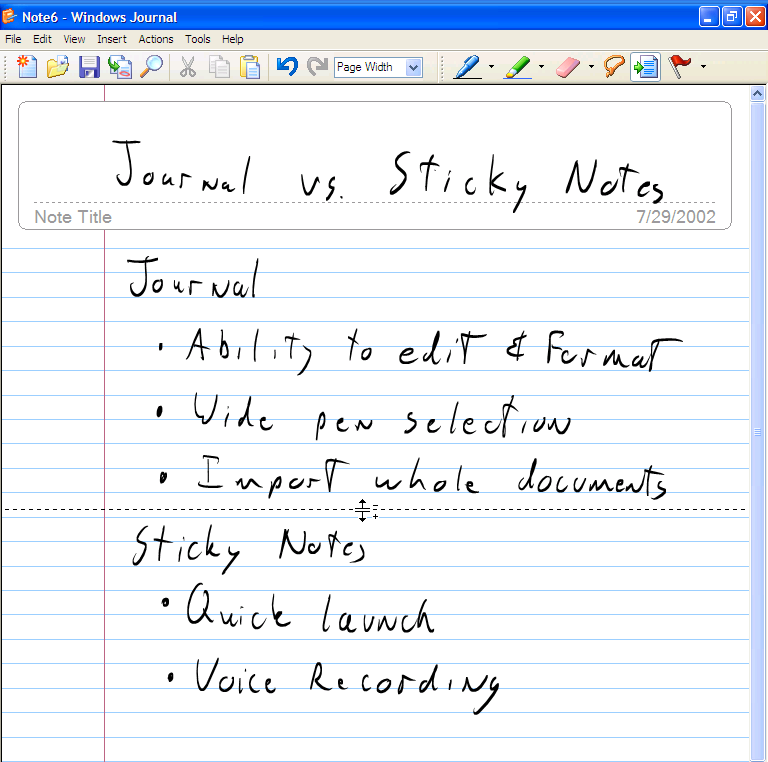 Note6 - Windows Journal
File Edit View Insert Actions Tools Help
Page Width
Journal vs. Sticky Notes
Note Title 7/29/2002
Journal
• Ability to edit & Format
• Wide pen selection
• Import whole documents
Sticky Notes
• Quick launch
• Voice Recording